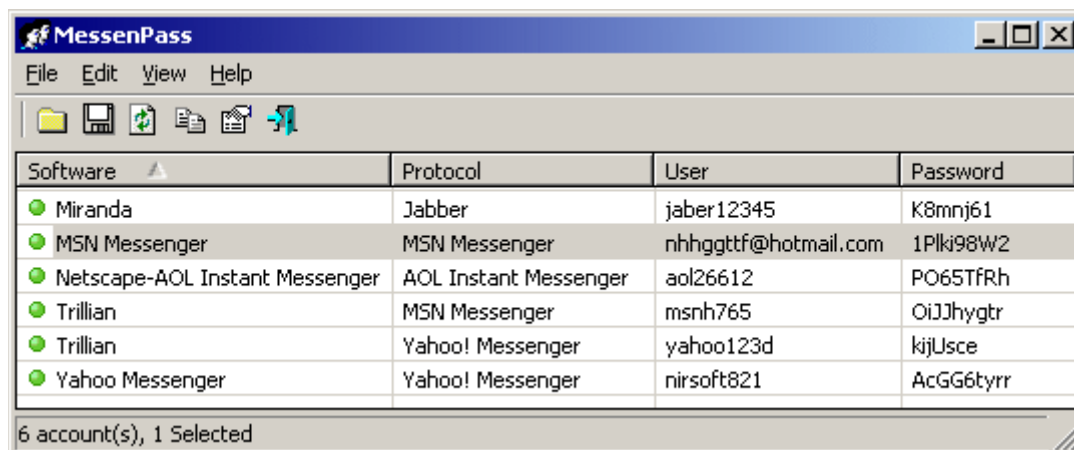 MessenPass
File Edit View Help
Software Protocol User Password
Miranda Jabber jaber12345 K8mnj61
MSN Messenger MSN Messenger nhhggttf@hotmail.com 1Plki98W2
Netscape-AOL Instant Messenger AOL Instant Messenger aol26612 PO65TfRh
Trillian MSN Messenger msnh765 OiJJhygtr
Trillian Yahoo! Messenger yahoo123d kijUsce
Yahoo Messenger Yahoo! Messenger nirsoft821 AcGG6tyrr
6 account(s), 1 Selected